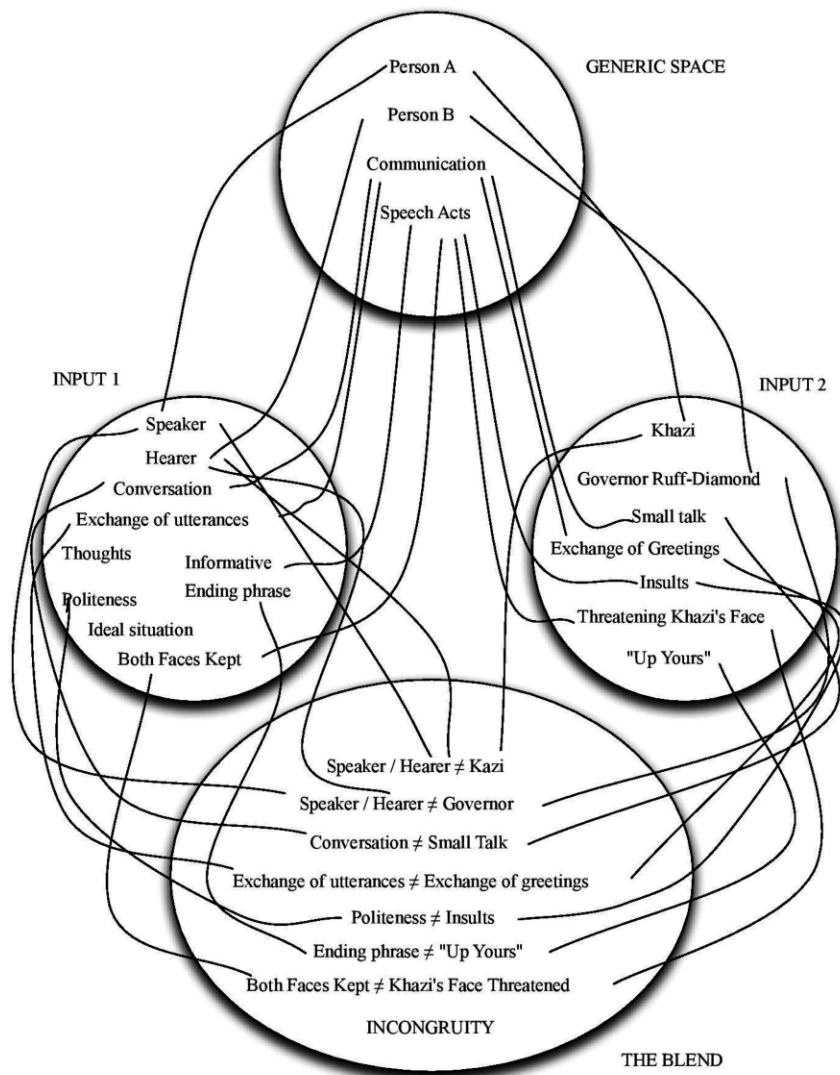 GENERIC SPACE
Person A
Person B
Communication
Speech Acts
INPUT 1
Speaker
Hearer
Conversation
Exchange of utterances
Thoughts
Informative
Politeness
Ending phrase
Ideal situation
Both Faces Kept
INPUT 2
Khazi
Governor Ruff-Diamond
Small talk
Exchange of Greetings
Insults
Threatening Khazi's Face
"Up Yours"
Speaker / Hearer ≠ Kazi
Speaker / Hearer ≠ Governor
Conversation ≠ Small Talk
Exchange of utterances ≠ Exchange of greetings
Politeness ≠ Insults
Ending phrase ≠ "Up Yours"
Both Faces Kept ≠ Khazi's Face Threatened
INCONGRUITY
THE BLEND